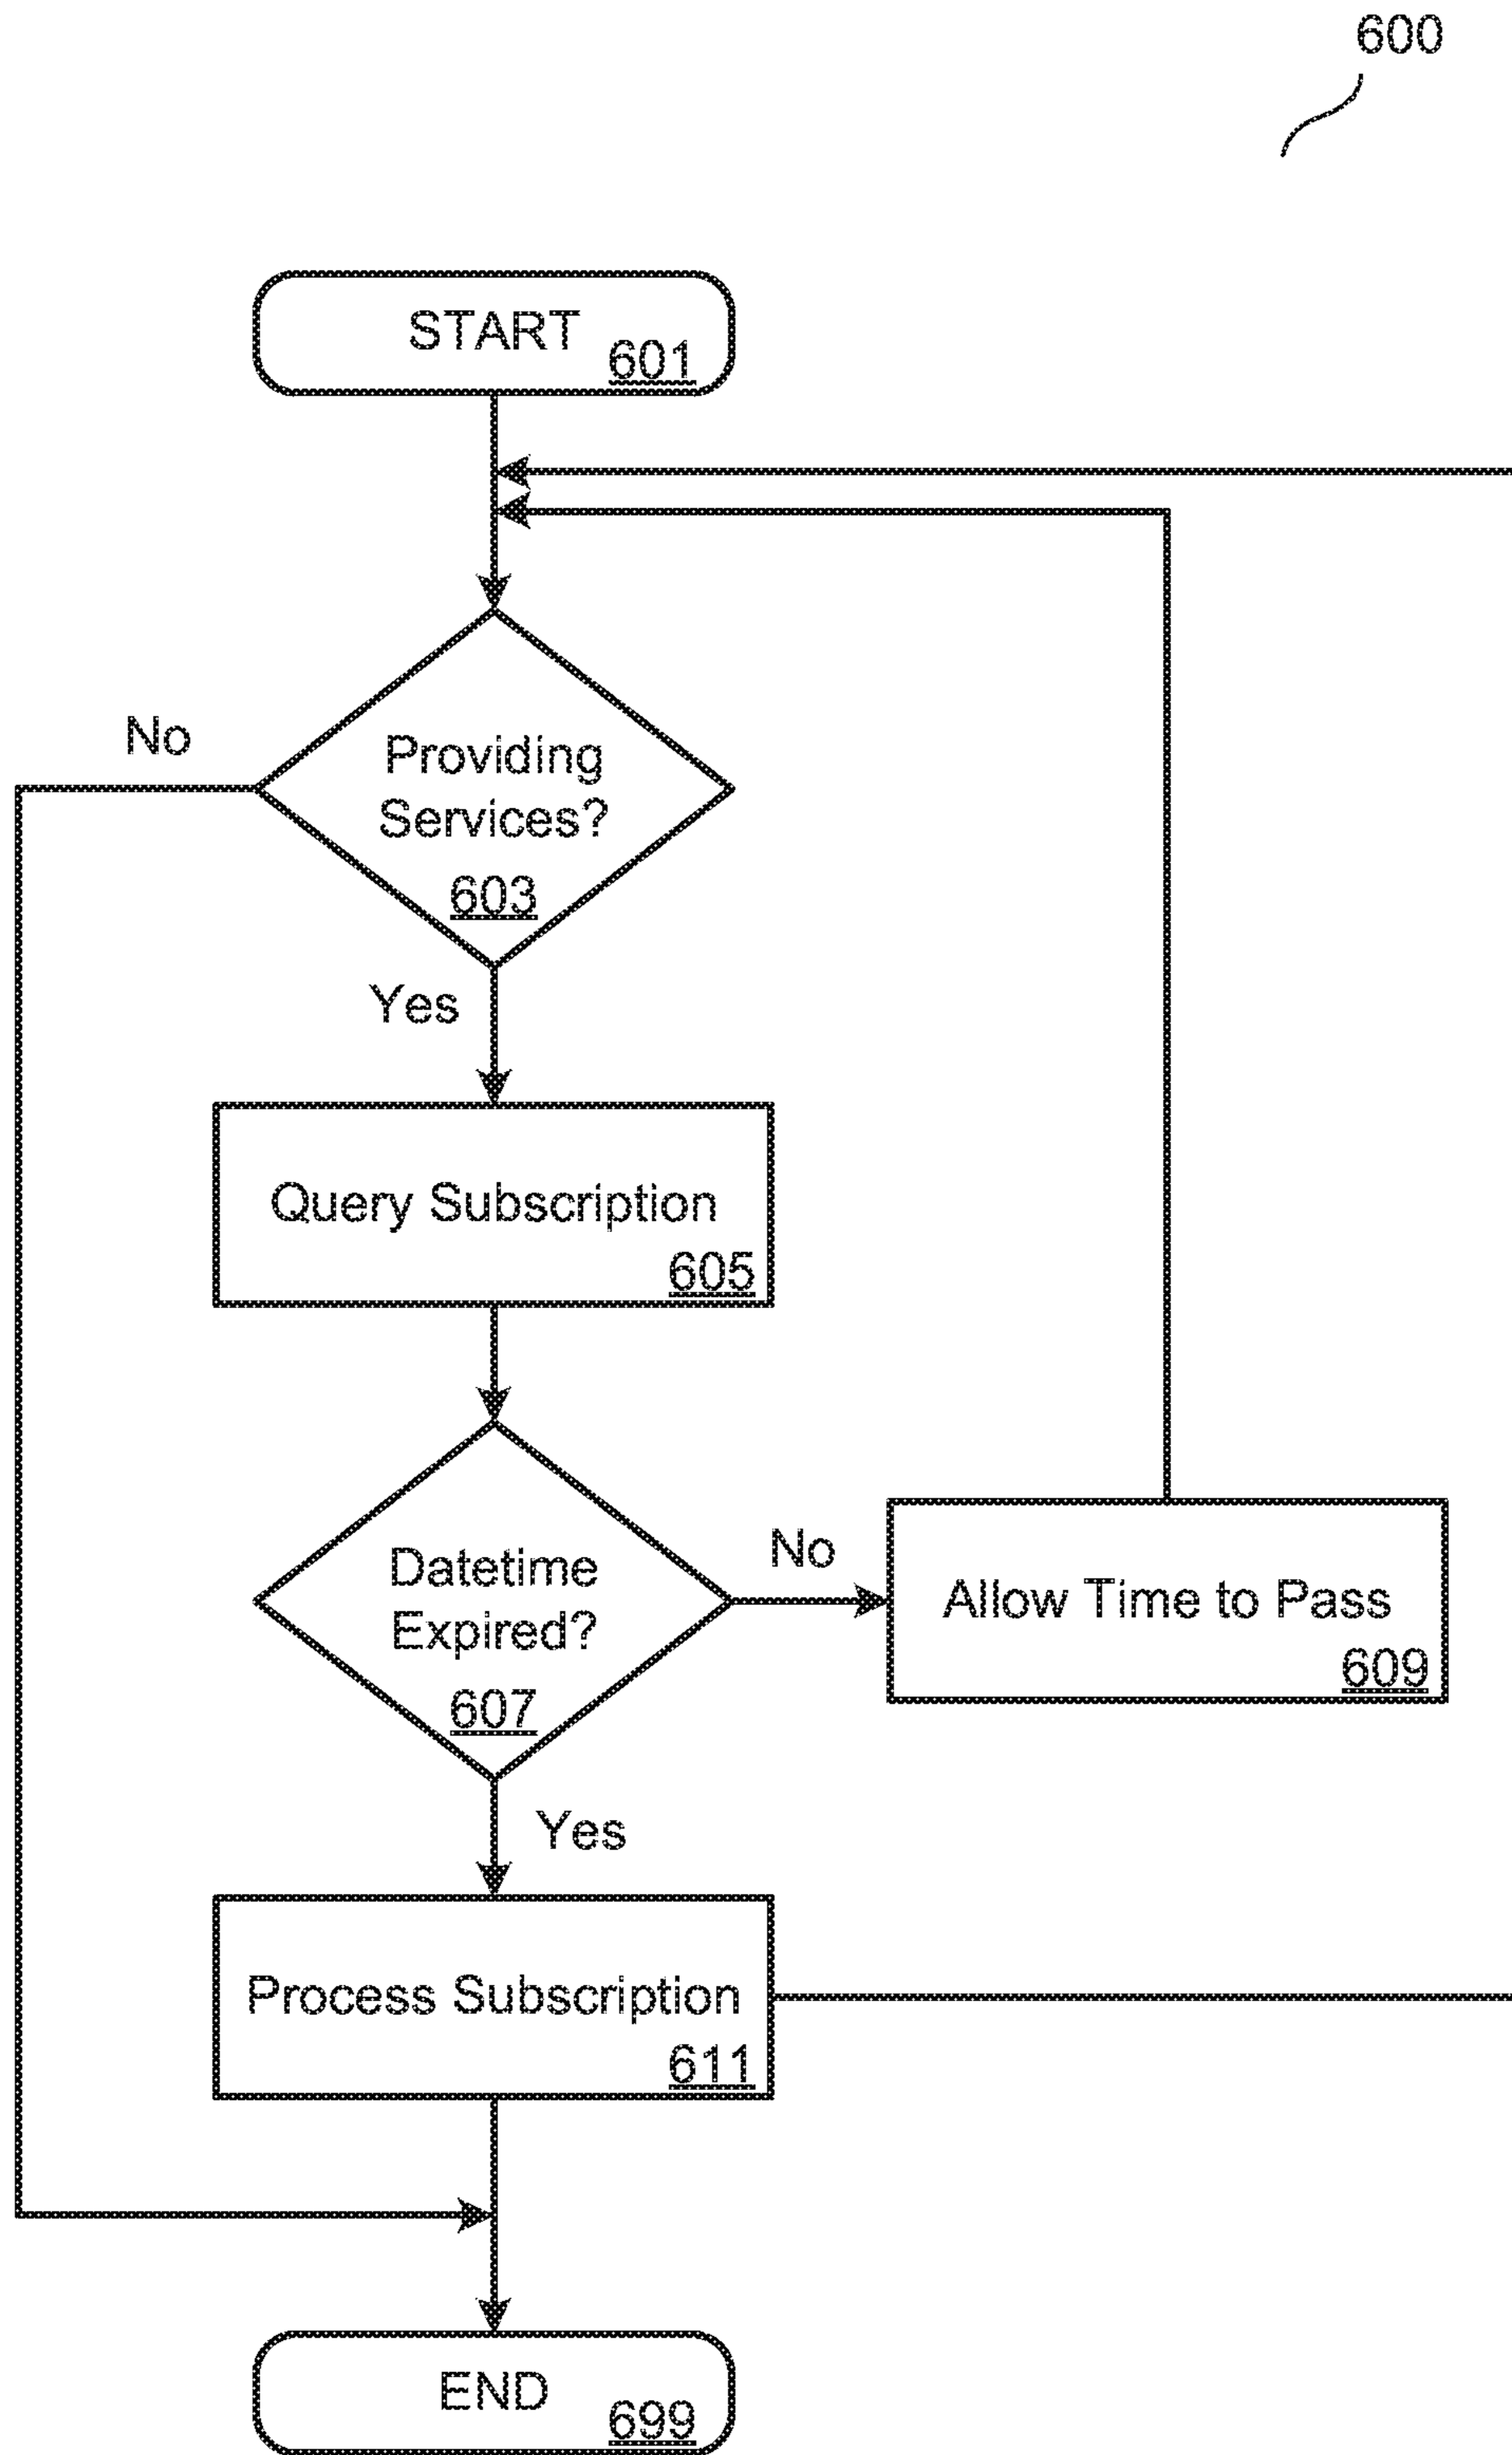 600
START
601
No
Providing
Services?
603
Yes
Query Subscription
605
Datetime
Expired?
607
No
Allow Time to Pass
609
Yes
Process Subscription
611
END
699